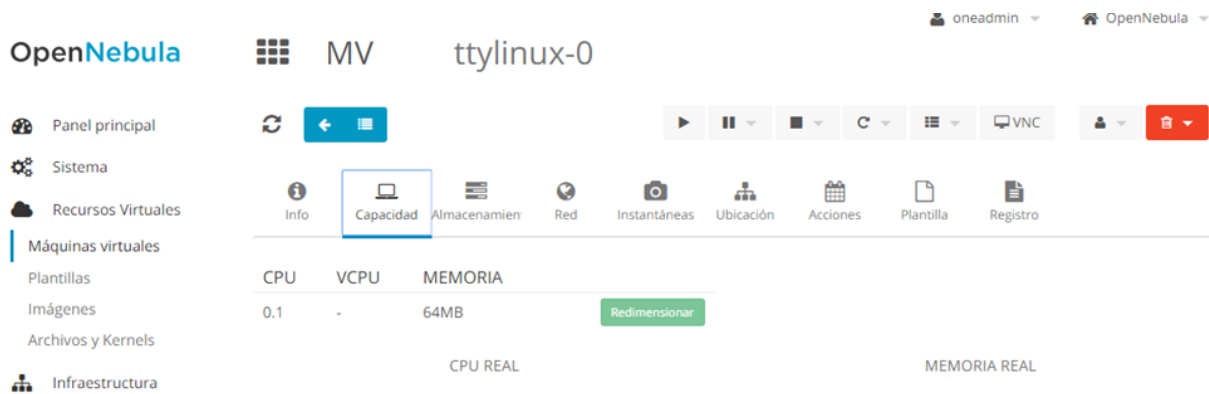 oneadmin OpenNebula
OpenNebula MV ttylinux-0
Panel principal
VNC
Sistema
Recursos Virtuales
Info Capacidad Almacenamien Red Instantáneas Ubicación Acciones Plantilla Registro
Máquinas virtuales
Plantillas
CPU VCPU MEMORIA
Imágenes
0.1 - 64MB Redimensionar
Archivos y Kernels
CPU REAL MEMORIA REAL
Infraestructura